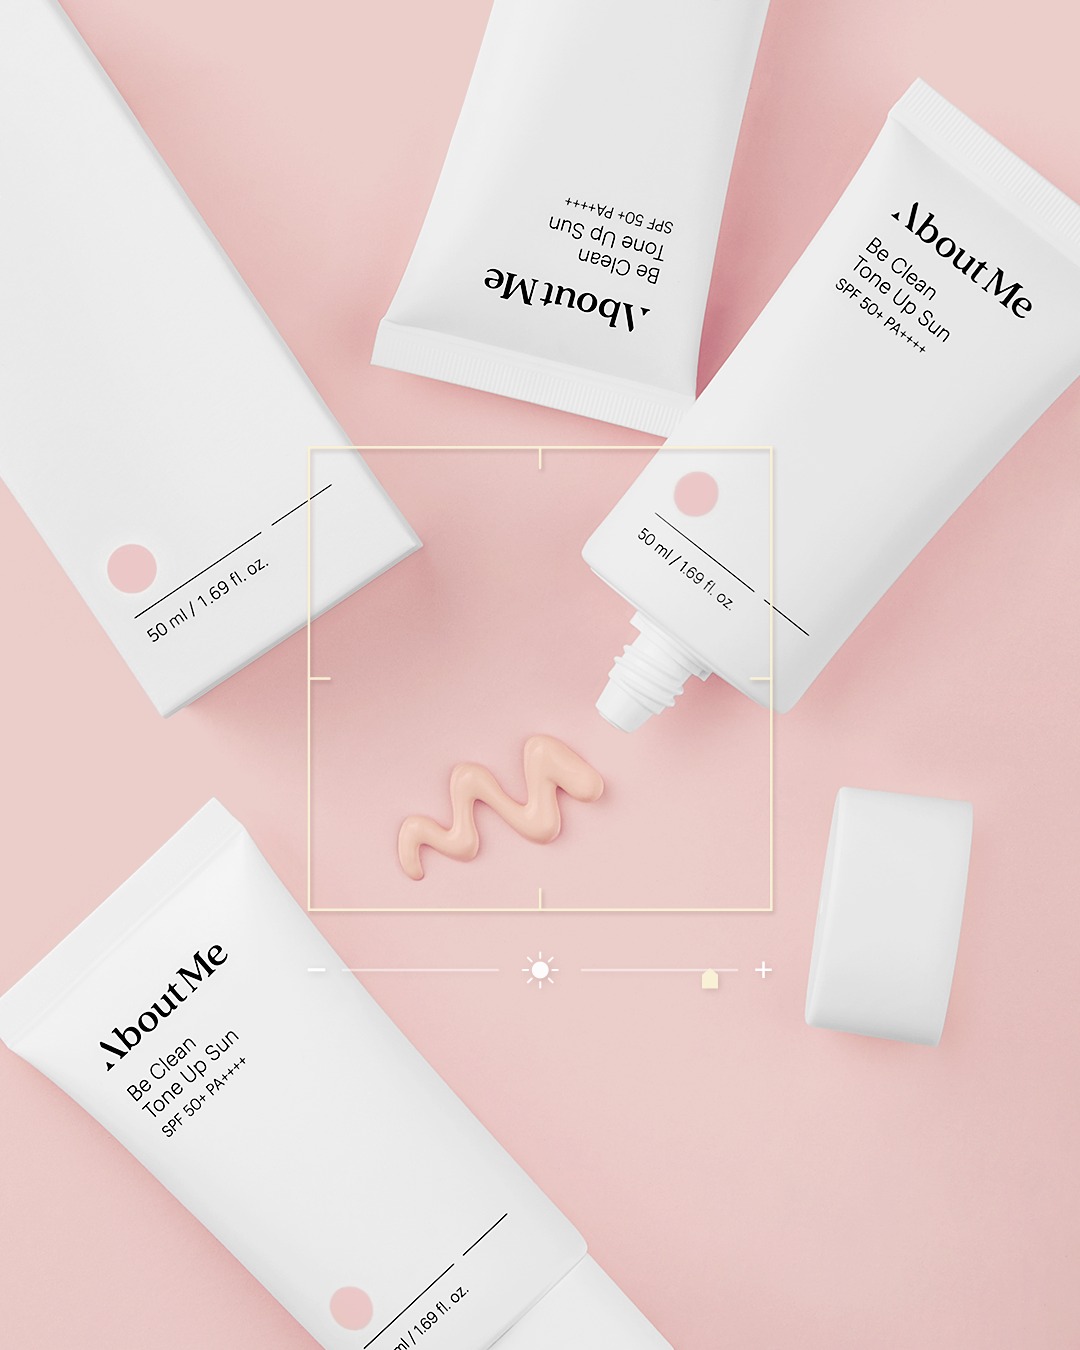 About Me
Be Clean
Tone Up Sun
SPF 50+ PA++++
About Me
Be Clean
Tone Up Sun
SPF 50+ PA++++
50 ml / 1.69 fl. oz.
50 ml / 1.69 fl. oz.
About Me
Be Clean
Tone Up Sun
SPF 50+ PA++++
ml / 1.69 fl. oz.